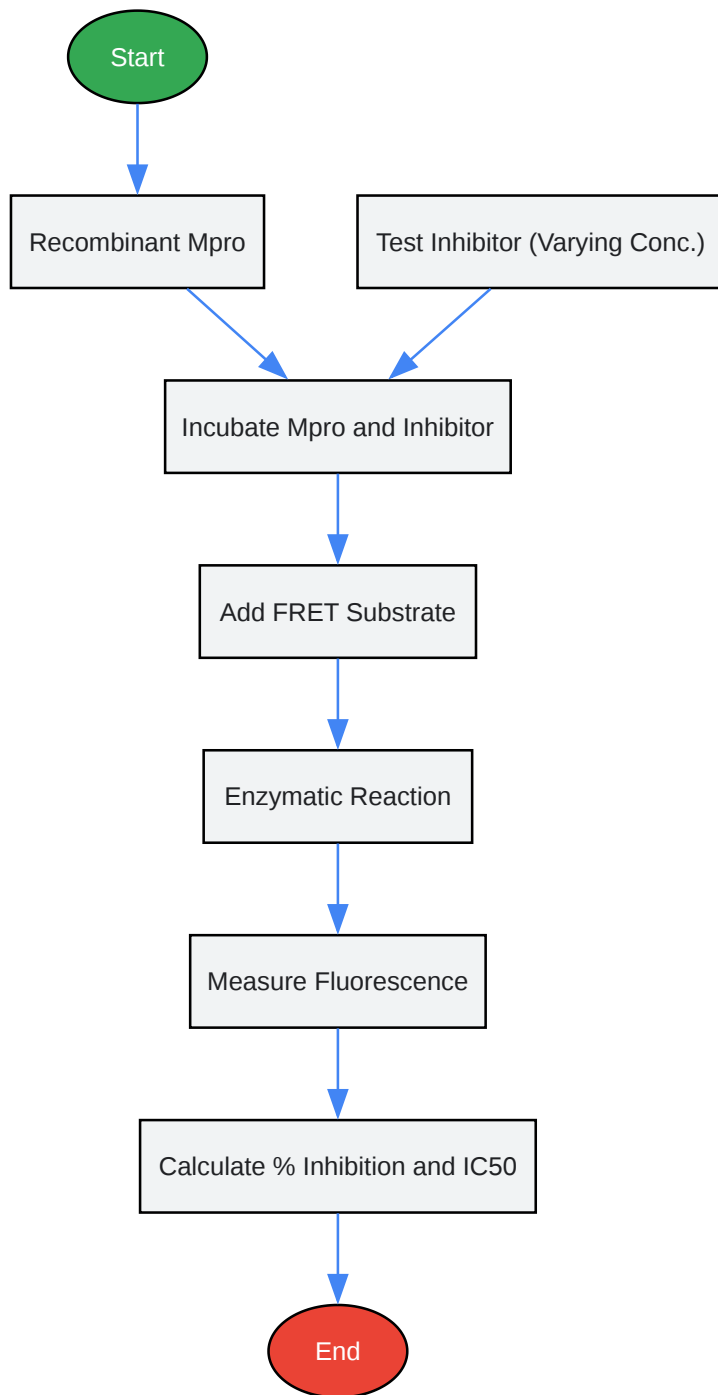 Start
Recombinant Mpro
Test Inhibitor (Varying Conc.)
Incubate Mpro and Inhibitor
Add FRET Substrate
Enzymatic Reaction
Measure Fluorescence
Calculate % Inhibition and IC50
End